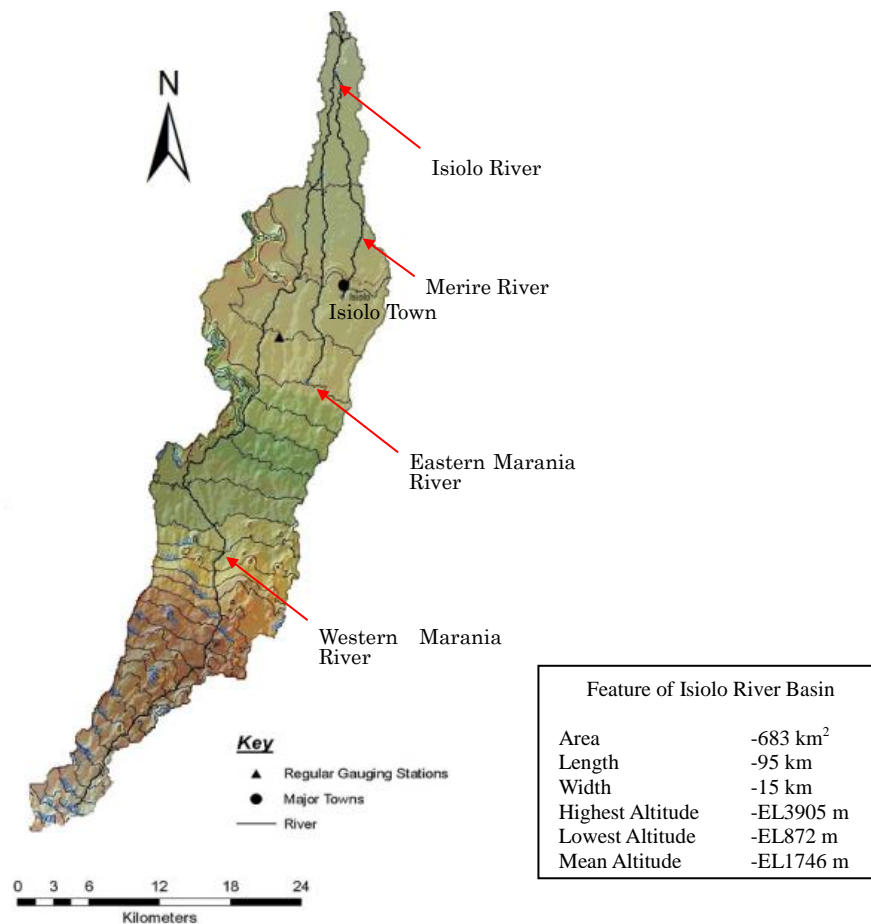 N
Isiolo River
Merire River
Isiolo
Isiolo Town
Eastern Marania
River
Western Marania
River
Feature of Isiolo River Basin
Area -683 km²
Length -95 km
Width -15 km
Highest Altitude -EL3905 m
Lowest Altitude -EL872 m
Mean Altitude -EL1746 m
Key
Regular Gauging Stations
Major Towns
River
0 3 6 12 18 24
Kilometers